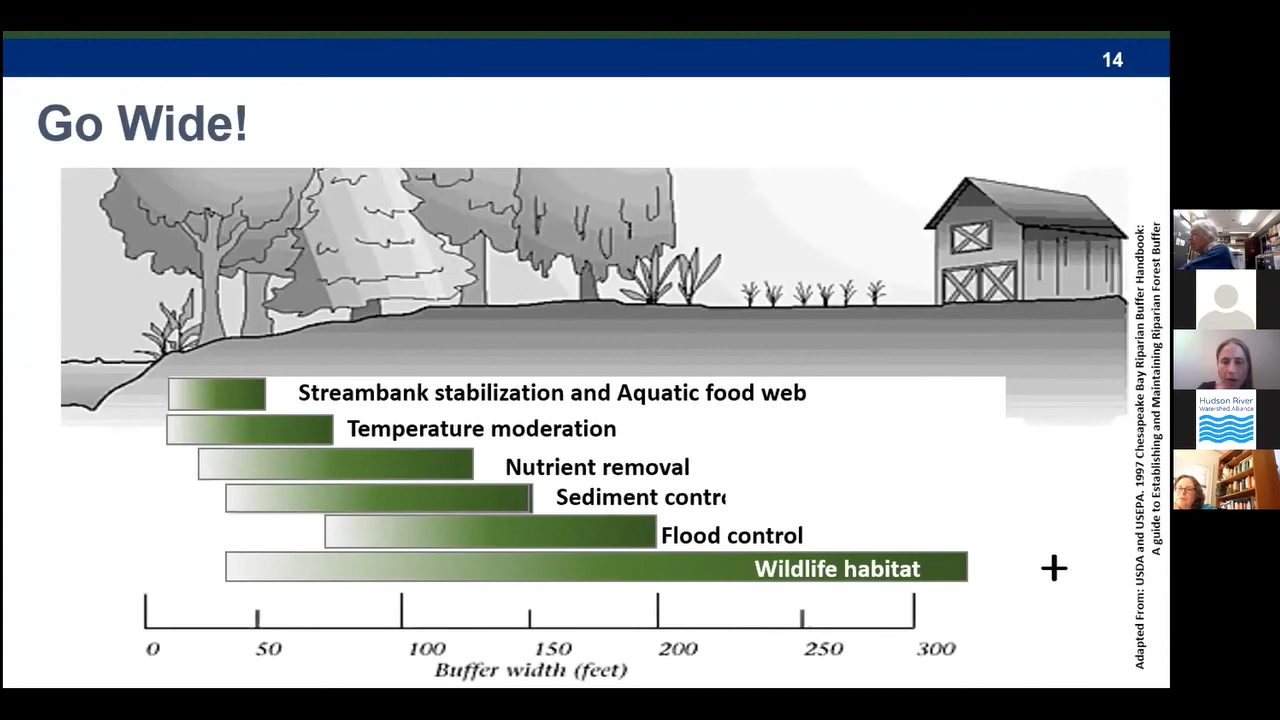 14
Go Wide!
Streambank stabilization and Aquatic food web
Temperature moderation
Nutrient removal
Sediment contr
Flood control
Wildlife habitat
+
0 50 100 150 200 250 300
Buffer width (feet)
Adapted From: USDA and USEPA. 1997 Chesapeake Bay Riparian Buffer Handbook:
A guide to Establishing and Maintaining Riparian Forest Buffer
Hudson River
Watershed Alliance